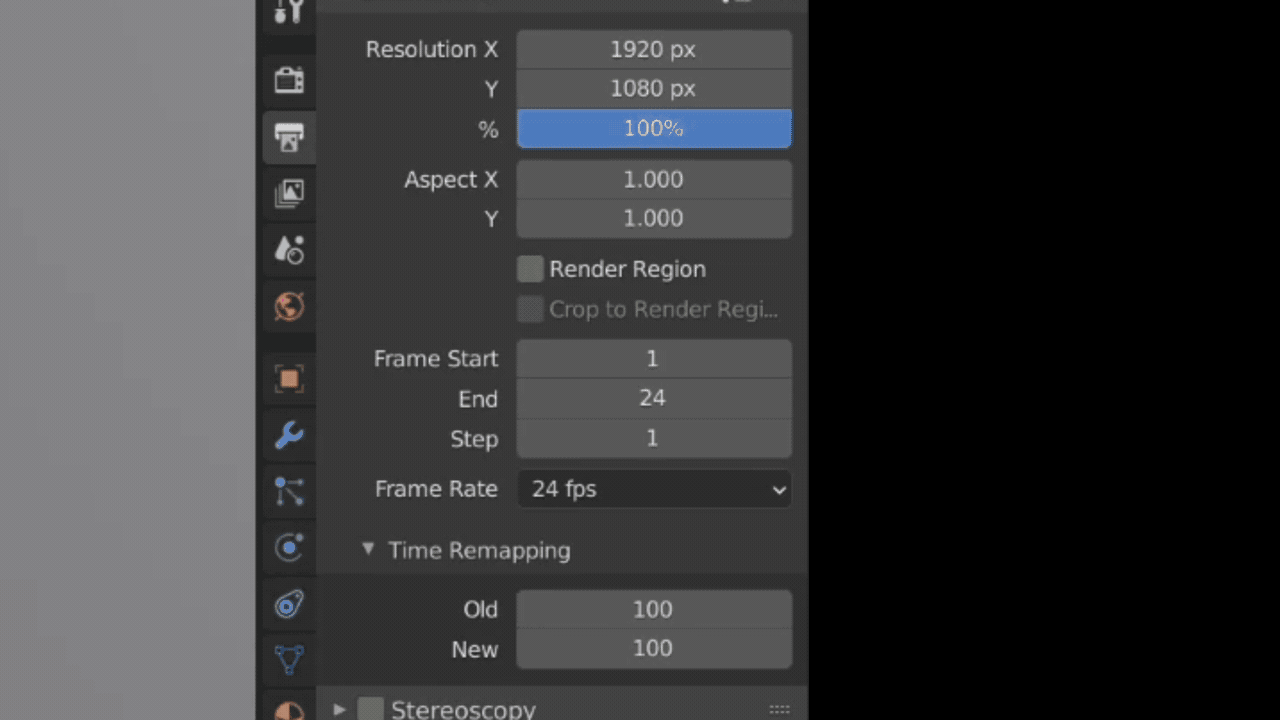 Resolution X 1920 px
Y 1080 px
% 100%
Aspect X 1.000
Y 1.000
Render Region
Crop to Render Regi...
Frame Start 1
End 24
Step 1
Frame Rate 24 fps
Time Remapping
Old 100
New 100
Stereoscopy